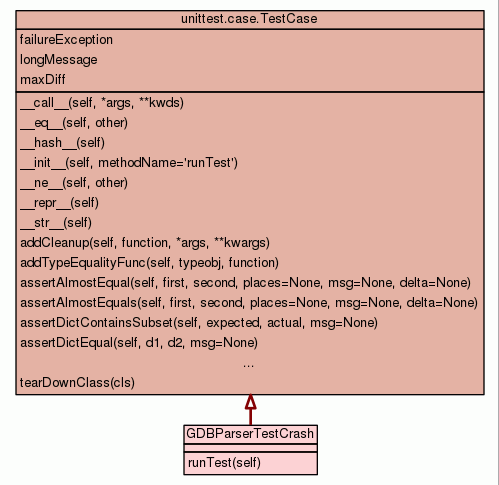 unittest.case.TestCase
failureException
longMessage
maxDiff
__call__(self, *args, **kwds)
__eq__(self, other)
__hash__(self)
__init__(self, methodName='runTest')
__ne__(self, other)
__repr__(self)
__str__(self)
addCleanup(self, function, *args, **kwargs)
addTypeEqualityFunc(self, typeobj, function)
assertAlmostEqual(self, first, second, places=None, msg=None, delta=None)
assertAlmostEquals(self, first, second, places=None, msg=None, delta=None)
assertDictContainsSubset(self, expected, actual, msg=None)
assertDictEqual(self, d1, d2, msg=None)
...
tearDownClass(cls)
GDBParserTestCrash
runTest(self)